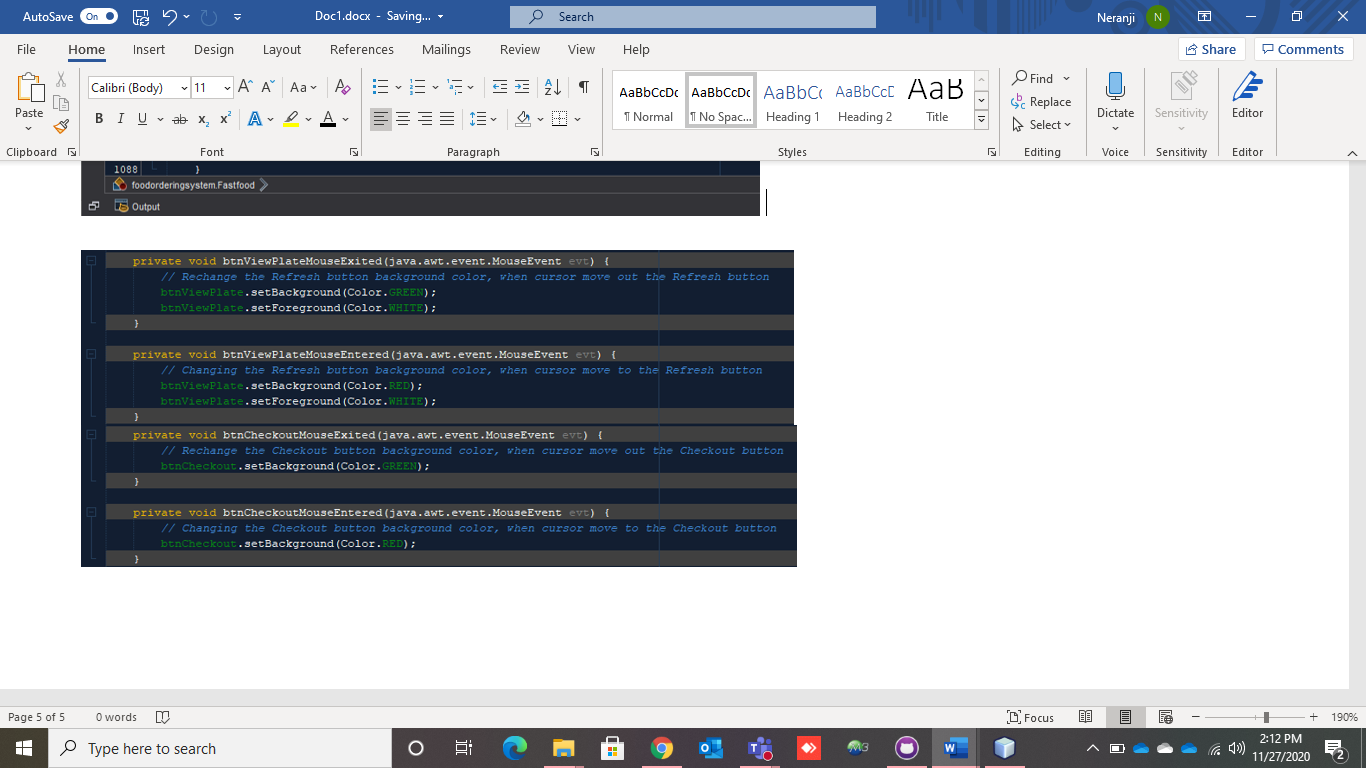 AutoSave On Doc1.docx - Saving... Search Neranji N
File Home Insert Design Layout References Mailings Review View Help Share Comments
Calibri (Body) 11 Aa
Paste
B I U ab x₂ x² A A
AaBbCcDc AaBbCcDc AaBbCc AaBbCcD AaB
¶ Normal ¶ No Spac... Heading 1 Heading 2 Title
Find
Replace
Select
Dictate Sensitivity Editor
Clipboard Font Paragraph Styles Editing Voice Sensitivity Editor
1088 }
foodorderingsystem.Fastfood
Output
private void btnViewPlateMouseExited(java.awt.event.MouseEvent evt) {
// Rechange the Refresh button background color, when cursor move out the Refresh button
btnViewPlate.setBackground(Color.GREEN);
btnViewPlate.setForeground(Color.WHITE);
}
private void btnViewPlateMouseEntered(java.awt.event.MouseEvent evt) {
// Changing the Refresh button background color, when cursor move to the Refresh button
btnViewPlate.setBackground(Color.RED);
btnViewPlate.setForeground(Color.WHITE);
}
private void btnCheckoutMouseExited(java.awt.event.MouseEvent evt) {
// Rechange the Checkout button background color, when cursor move out the Checkout button
btnCheckout.setBackground(Color.GREEN);
}
private void btnCheckoutMouseEntered(java.awt.event.MouseEvent evt) {
// Changing the Checkout button background color, when cursor move to the Checkout button
btnCheckout.setBackground(Color.RED);
}
Page 5 of 5 0 words Focus 190%
Type here to search 2:12 PM
11/27/2020 2